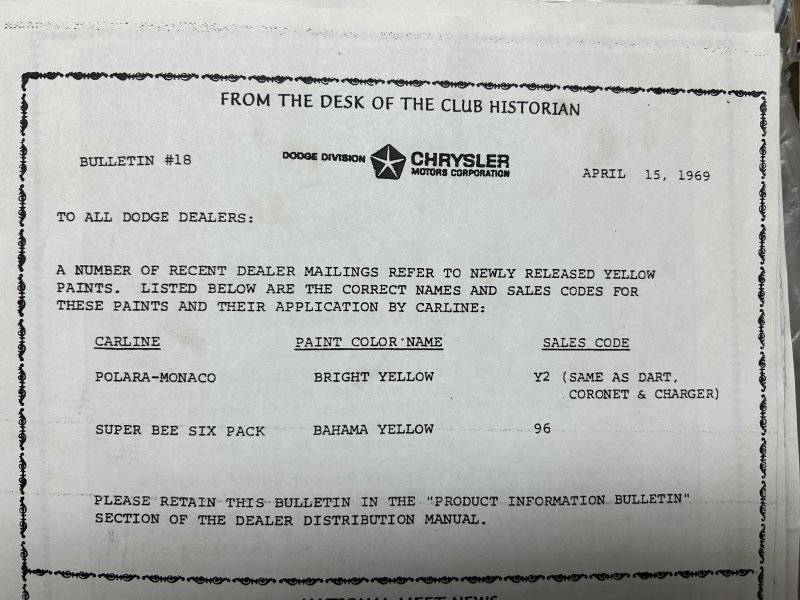 FROM THE DESK OF THE CLUB HISTORIAN
BULLETIN #18
DODGE DIVISION CHRYSLER
MOTORS CORPORATION
APRIL 15, 1969
TO ALL DODGE DEALERS:
A NUMBER OF RECENT DEALER MAILINGS REFER TO NEWLY RELEASED YELLOW
PAINTS. LISTED BELOW ARE THE CORRECT NAMES AND SALES CODES FOR
THESE PAINTS AND THEIR APPLICATION BY CARLINE:
CARLINE PAINT COLOR NAME SALES CODE
POLARA-MONACO BRIGHT YELLOW Y2 (SAME AS DART,
CORONET & CHARGER)
SUPER BEE SIX PACK BAHAMA YELLOW 96
PLEASE RETAIN THIS BULLETIN IN THE "PRODUCT INFORMATION BULLETIN"
SECTION OF THE DEALER DISTRIBUTION MANUAL.
NATIONAL MEET NEWS